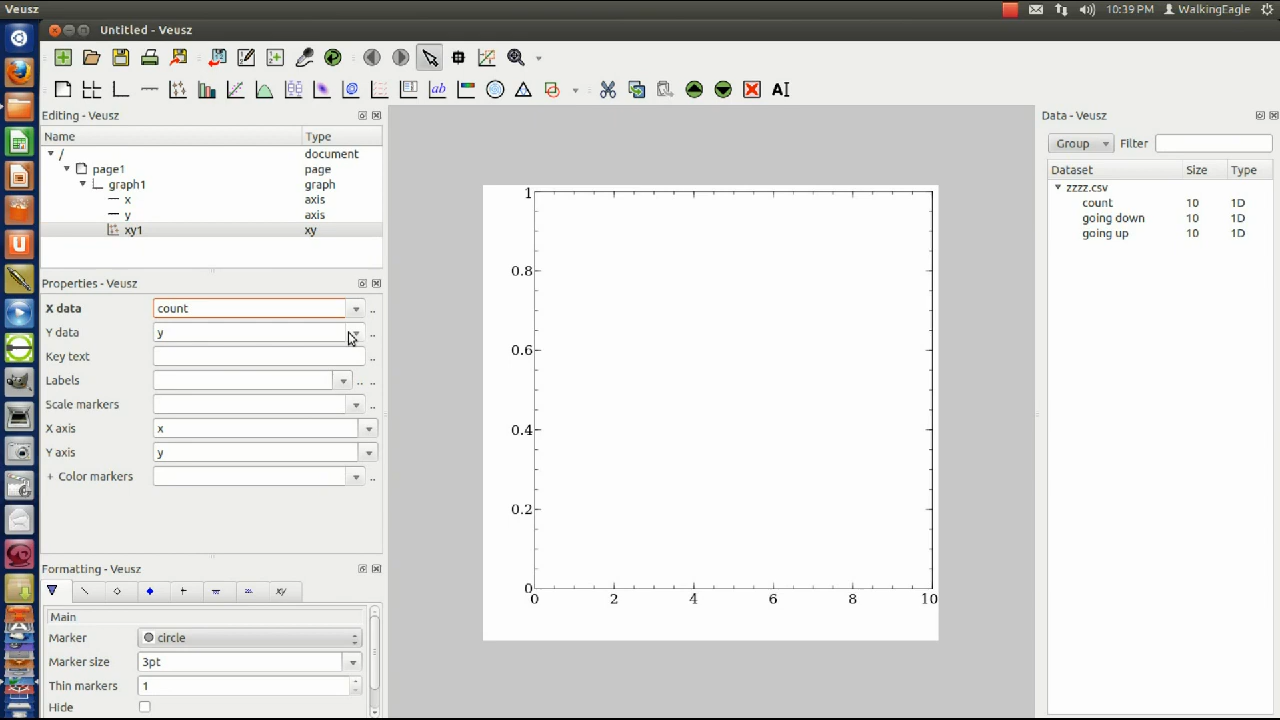 Veusz
10:39 PM WalkingEagle
Untitled - Veusz
ab
AI
Editing - Veusz
Name Type
/ document
page1 page
graph1 graph
x axis
y axis
xy1 xy
Properties - Veusz
X data count ..
Y data y ..
Key text ..
Labels .. ..
Scale markers ..
X axis x
Y axis y
+ Color markers ..
Formatting - Veusz
xy
Main
Marker circle
Marker size 3pt
Thin markers 1
Hide
1
0.8
0.6
0.4
0.2
0
0 2 4 6 8 10
Data - Veusz
Group Filter
Dataset Size Type
zzzz.csv
count 10 1D
going down 10 1D
going up 10 1D